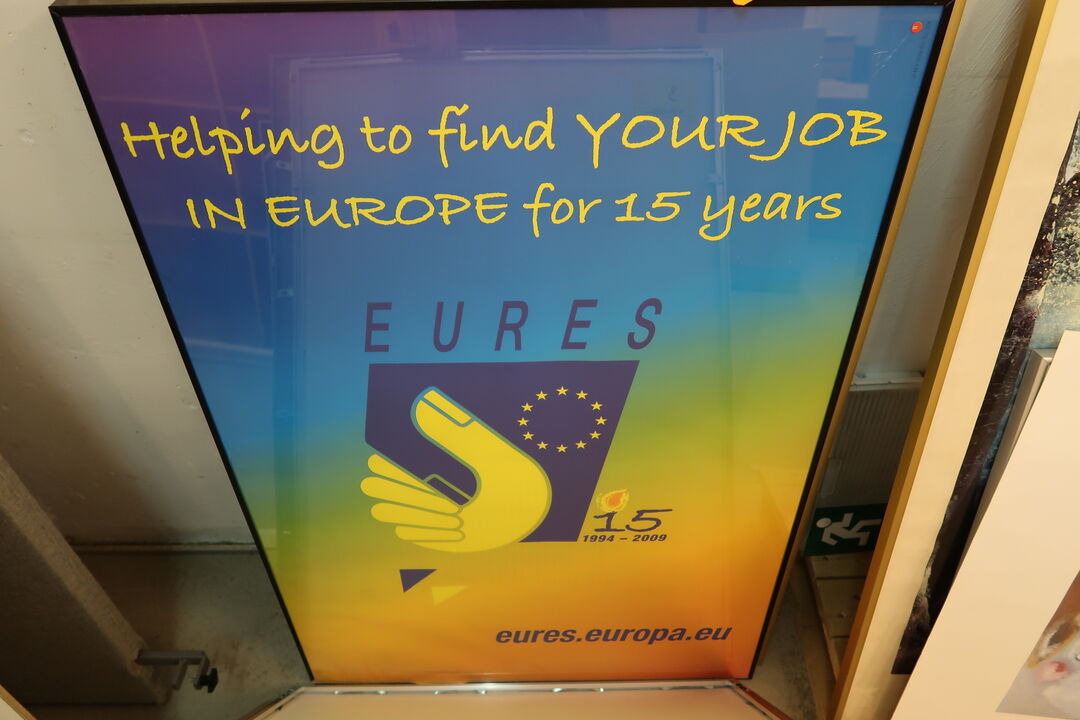 Helping to find YOUR JOB
IN EUROPE for 15 years
EURES
15
1994 - 2009
eures.europa.eu